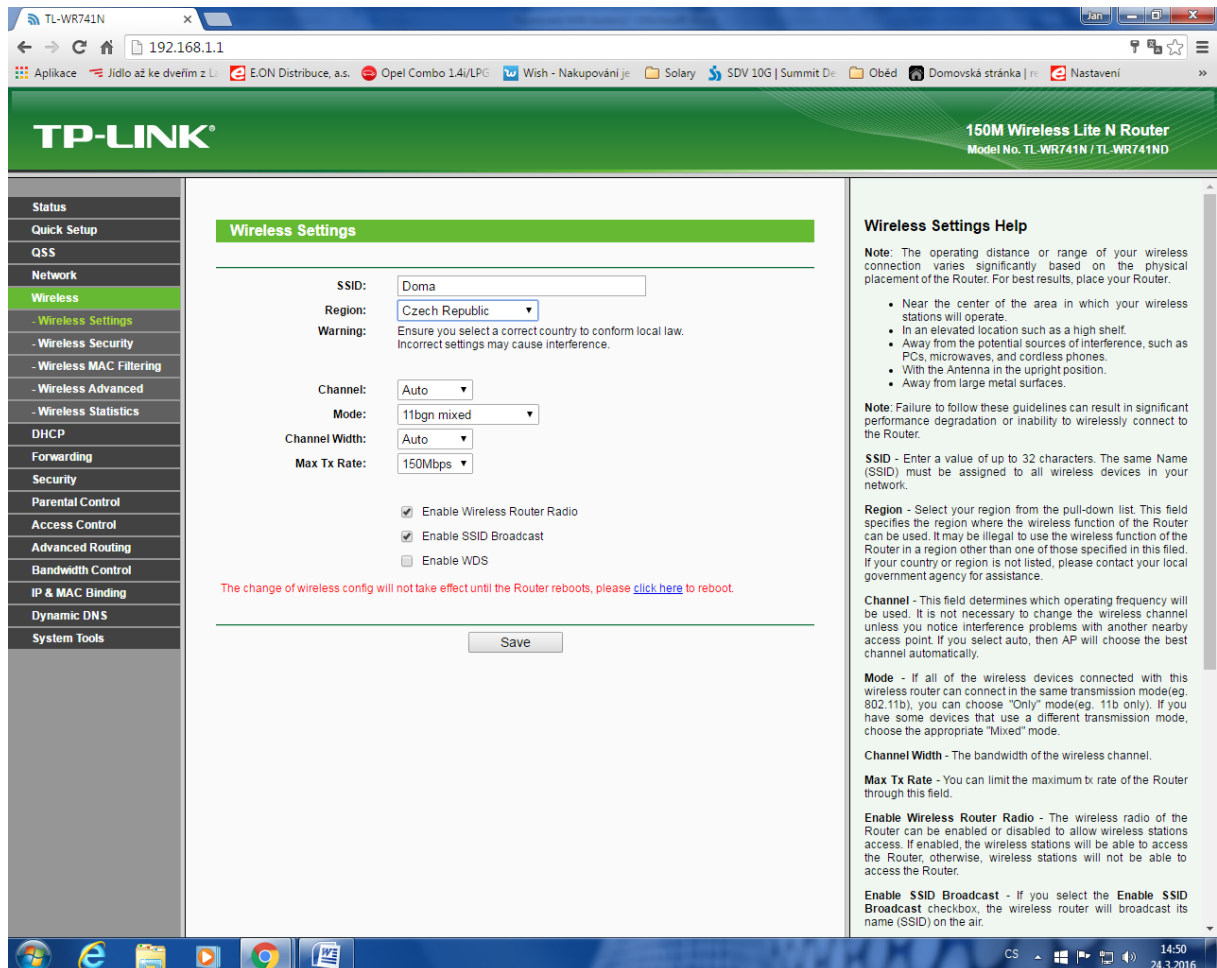 TL-WR741N
Jan
192.168.1.1
Aplikace
Jídlo až ke dveřím z La
E.ON Distribuce, a.s.
Opel Combo 1.4i/LPG
Wish - Nakupování je
Solary
SDV 10G | Summit De
Oběd
Domovská stránka | re
Nastavení
»
TP-LINK®
150M Wireless Lite N Router
Model No. TL-WR741N / TL-WR741ND
Status
Quick Setup
QSS
Network
Wireless
- Wireless Settings
- Wireless Security
- Wireless MAC Filtering
- Wireless Advanced
- Wireless Statistics
DHCP
Forwarding
Security
Parental Control
Access Control
Advanced Routing
Bandwidth Control
IP & MAC Binding
Dynamic DNS
System Tools
Wireless Settings
SSID: Doma
Region: Czech Republic
Warning: Ensure you select a correct country to conform local law.
Incorrect settings may cause interference.
Channel: Auto
Mode: 11bgn mixed
Channel Width: Auto
Max Tx Rate: 150Mbps
Enable Wireless Router Radio
Enable SSID Broadcast
Enable WDS
The change of wireless config will not take effect until the Router reboots, please click here to reboot.
Save
Wireless Settings Help
Note: The operating distance or range of your wireless
connection varies significantly based on the physical
placement of the Router. For best results, place your Router.
• Near the center of the area in which your wireless
stations will operate.
• In an elevated location such as a high shelf.
• Away from the potential sources of interference, such as
PCs, microwaves, and cordless phones.
• With the Antenna in the upright position.
• Away from large metal surfaces.
Note: Failure to follow these guidelines can result in significant
performance degradation or inability to wirelessly connect to
the Router.
SSID - Enter a value of up to 32 characters. The same Name
(SSID) must be assigned to all wireless devices in your
network.
Region - Select your region from the pull-down list. This field
specifies the region where the wireless function of the Router
can be used. It may be illegal to use the wireless function of the
Router in a region other than one of those specified in this filed.
If your country or region is not listed, please contact your local
government agency for assistance.
Channel - This field determines which operating frequency will
be used. It is not necessary to change the wireless channel
unless you notice interference problems with another nearby
access point. If you select auto, then AP will choose the best
channel automatically.
Mode - If all of the wireless devices connected with this
wireless router can connect in the same transmission mode(eg.
802.11b), you can choose "Only" mode(eg. 11b only). If you
have some devices that use a different transmission mode,
choose the appropriate "Mixed" mode.
Channel Width - The bandwidth of the wireless channel.
Max Tx Rate - You can limit the maximum tx rate of the Router
through this field.
Enable Wireless Router Radio - The wireless radio of the
Router can be enabled or disabled to allow wireless stations
access. If enabled, the wireless stations will be able to access
the Router, otherwise, wireless stations will not be able to
access the Router.
Enable SSID Broadcast - If you select the Enable SSID
Broadcast checkbox, the wireless router will broadcast its
name (SSID) on the air.
CS
14:50
24.3.2016